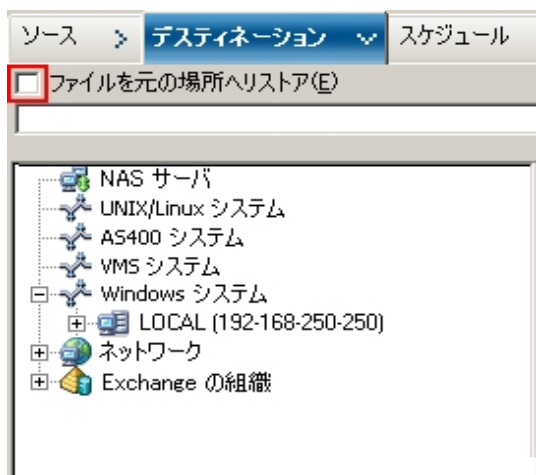 ソース デスティネーション スケジュール
ファイルを元の場所へリストア(E)
NAS サーバ
UNIX/Linux システム
AS400 システム
VMS システム
Windows システム
LOCAL (192-168-250-250)
ネットワーク
Exchange の組織